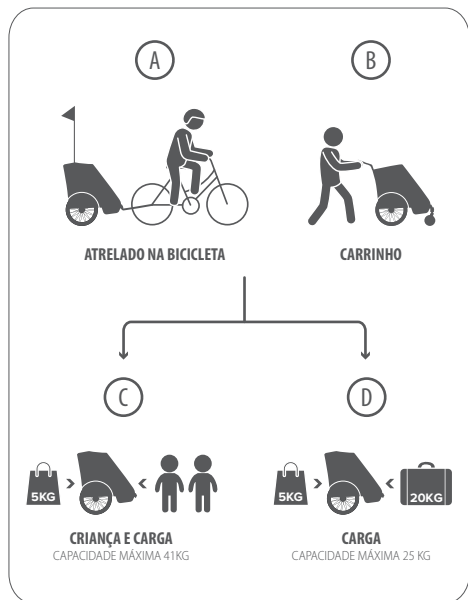 A
B
ATRELADO NA BICICLETA
CARRINHO
C
D
5KG
5KG
20KG
CRIANÇA E CARGA
CAPACIDADE MÁXIMA 41KG
CARGA
CAPACIDADE MÁXIMA 25 KG